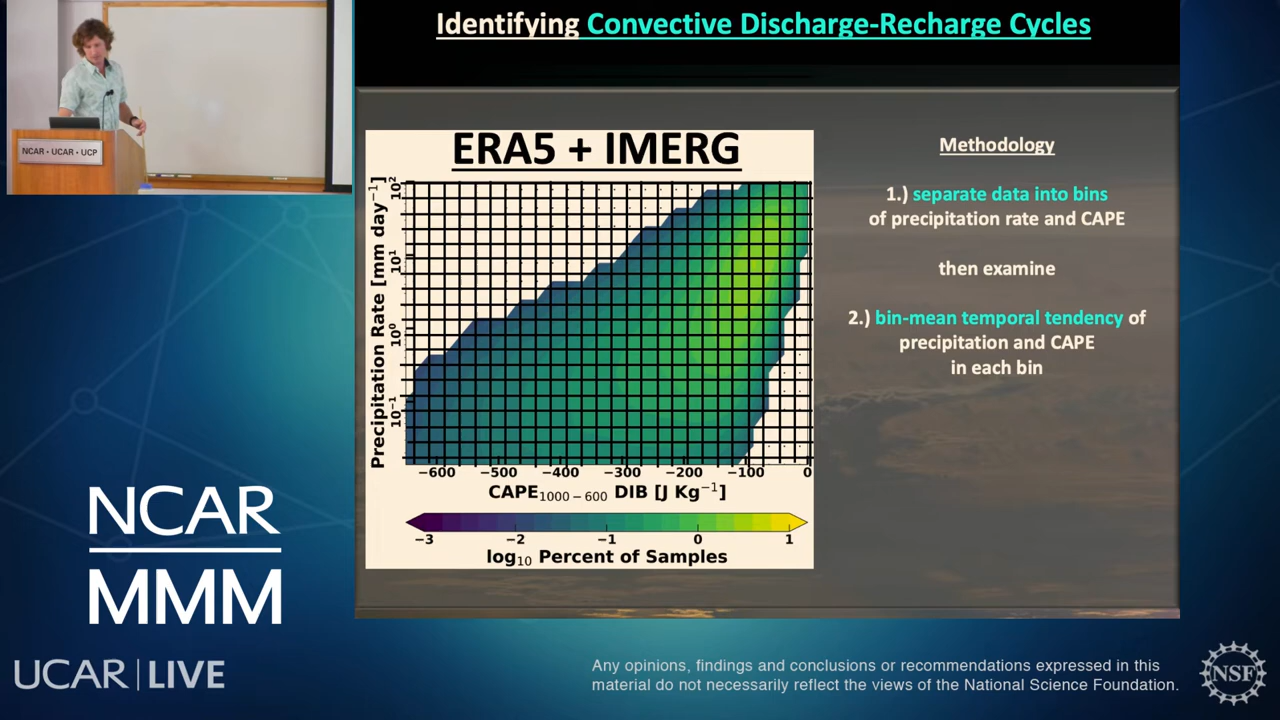 Identifying Convective Discharge-Recharge Cycles
NCAR • UCAR • UCP
ERA5 + IMERG
Precipitation Rate [mm day⁻¹]
10²
10¹
10⁰
10⁻¹
−600 −500 −400 −300 −200 −100 0
CAPE₁₀₀₀₋₆₀₀ DIB [J Kg⁻¹]
−3 −2 −1 0 1
log₁₀ Percent of Samples
Methodology
1.) separate data into bins
of precipitation rate and CAPE
then examine
2.) bin-mean temporal tendency of
precipitation and CAPE
in each bin
NCAR
MMM
UCAR | LIVE
Any opinions, findings and conclusions or recommendations expressed in this
material do not necessarily reflect the views of the National Science Foundation.
NSF